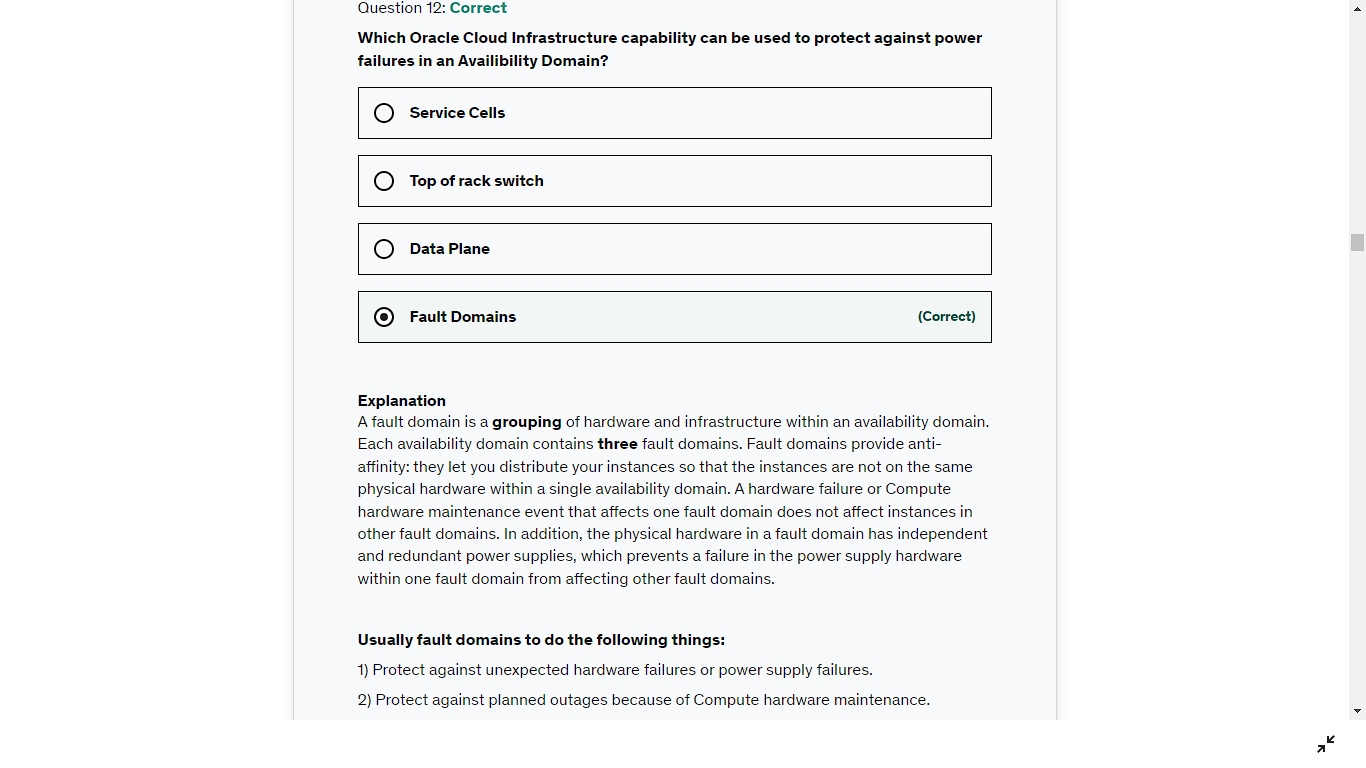 Question 12: Correct
Which Oracle Cloud Infrastructure capability can be used to protect against power
failures in an Availibility Domain?
Service Cells
Top of rack switch
Data Plane
Fault Domains (Correct)
Explanation
A fault domain is a grouping of hardware and infrastructure within an availability domain.
Each availability domain contains three fault domains. Fault domains provide anti-
affinity: they let you distribute your instances so that the instances are not on the same
physical hardware within a single availability domain. A hardware failure or Compute
hardware maintenance event that affects one fault domain does not affect instances in
other fault domains. In addition, the physical hardware in a fault domain has independent
and redundant power supplies, which prevents a failure in the power supply hardware
within one fault domain from affecting other fault domains.
Usually fault domains to do the following things:
1) Protect against unexpected hardware failures or power supply failures.
2) Protect against planned outages because of Compute hardware maintenance.